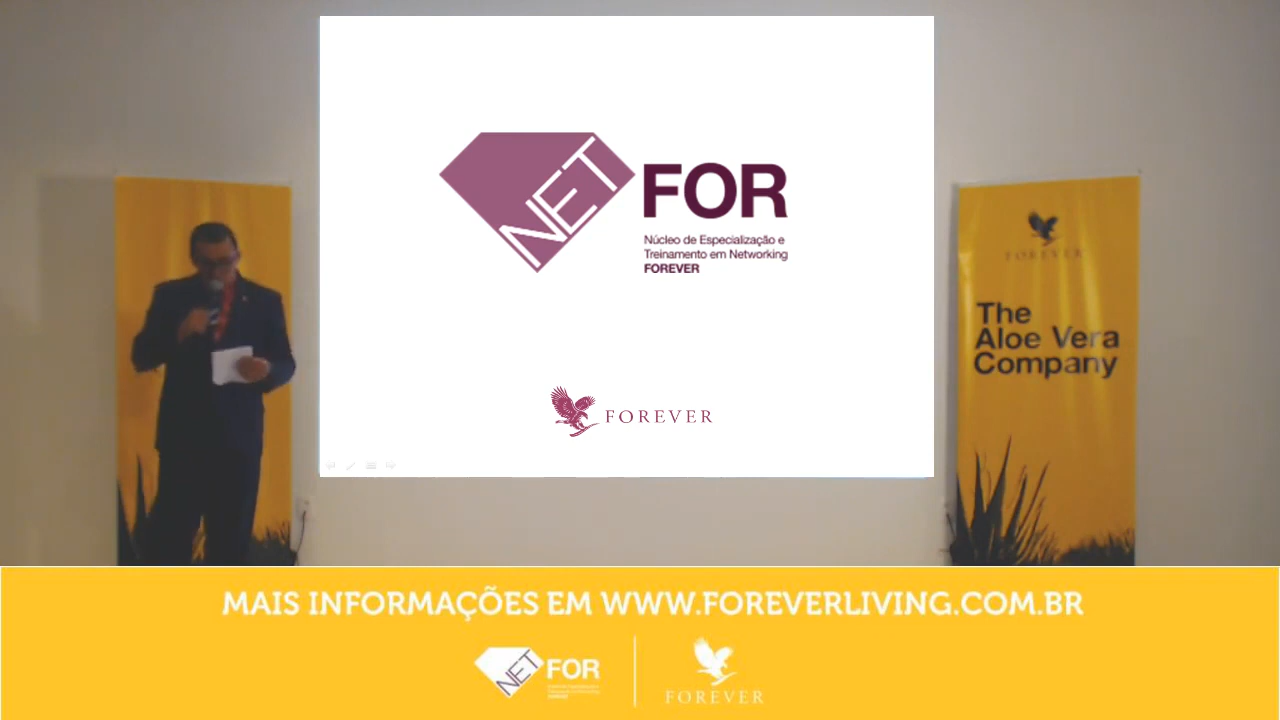 NET
FOR
Núcleo de Especialização e
Treinamento em Networking
FOREVER
FOREVER
FOREVER
The
Aloe Vera
Company
MAIS INFORMAÇÕES EM WWW.FOREVERLIVING.COM.BR
NET
FOR
FOREVER